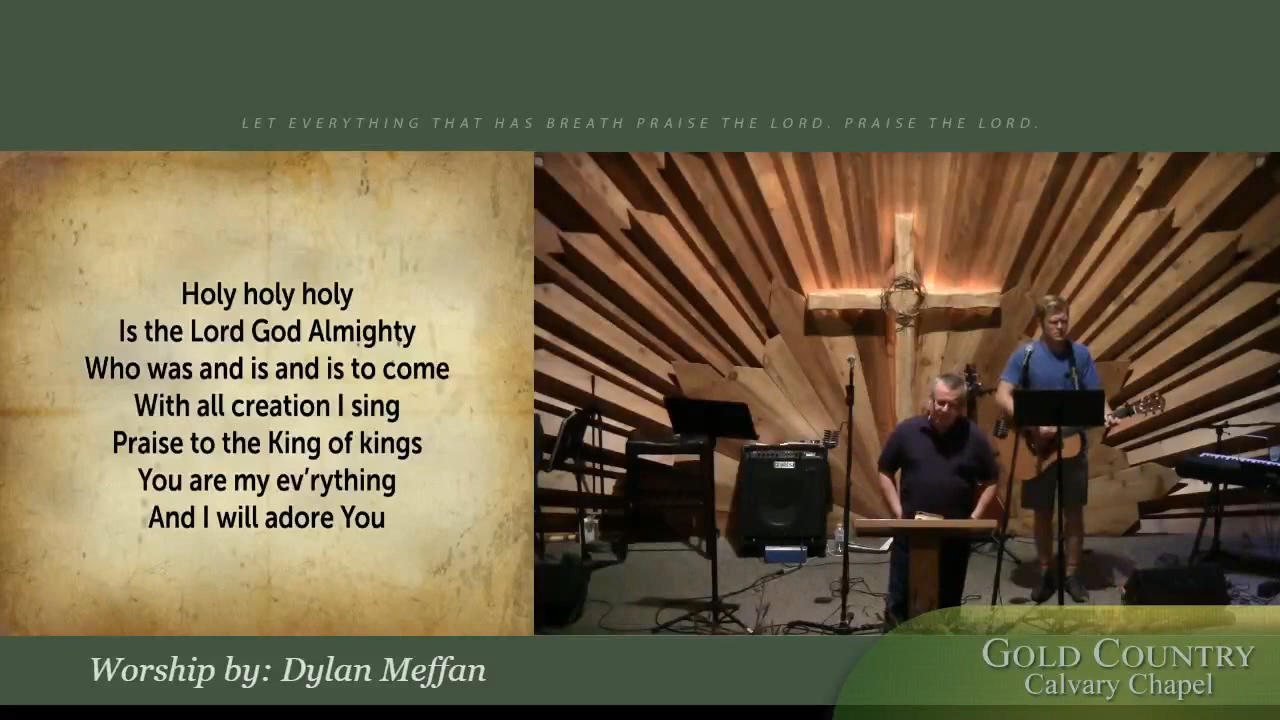 LET EVERYTHING THAT HAS BREATH PRAISE THE LORD. PRAISE THE LORD.
Holy holy holy
Is the Lord God Almighty
Who was and is and is to come
With all creation I sing
Praise to the King of kings
You are my ev’rything
And I will adore You
Worship by: Dylan Meffan
GOLD COUNTRY
Calvary Chapel